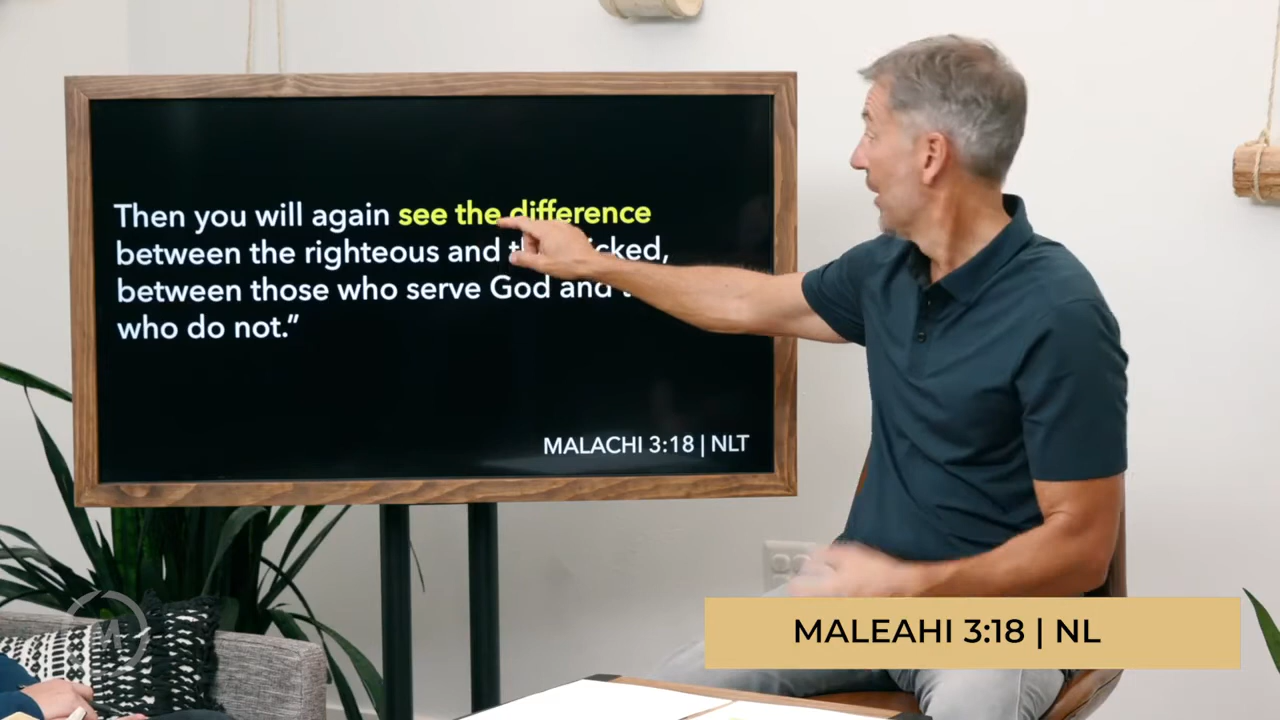 Then you will again see the difference
between the righteous and
between those who serve God and
who do not.”
MALACHI 3:18 | NLT
MALEAHI 3:18 | NL